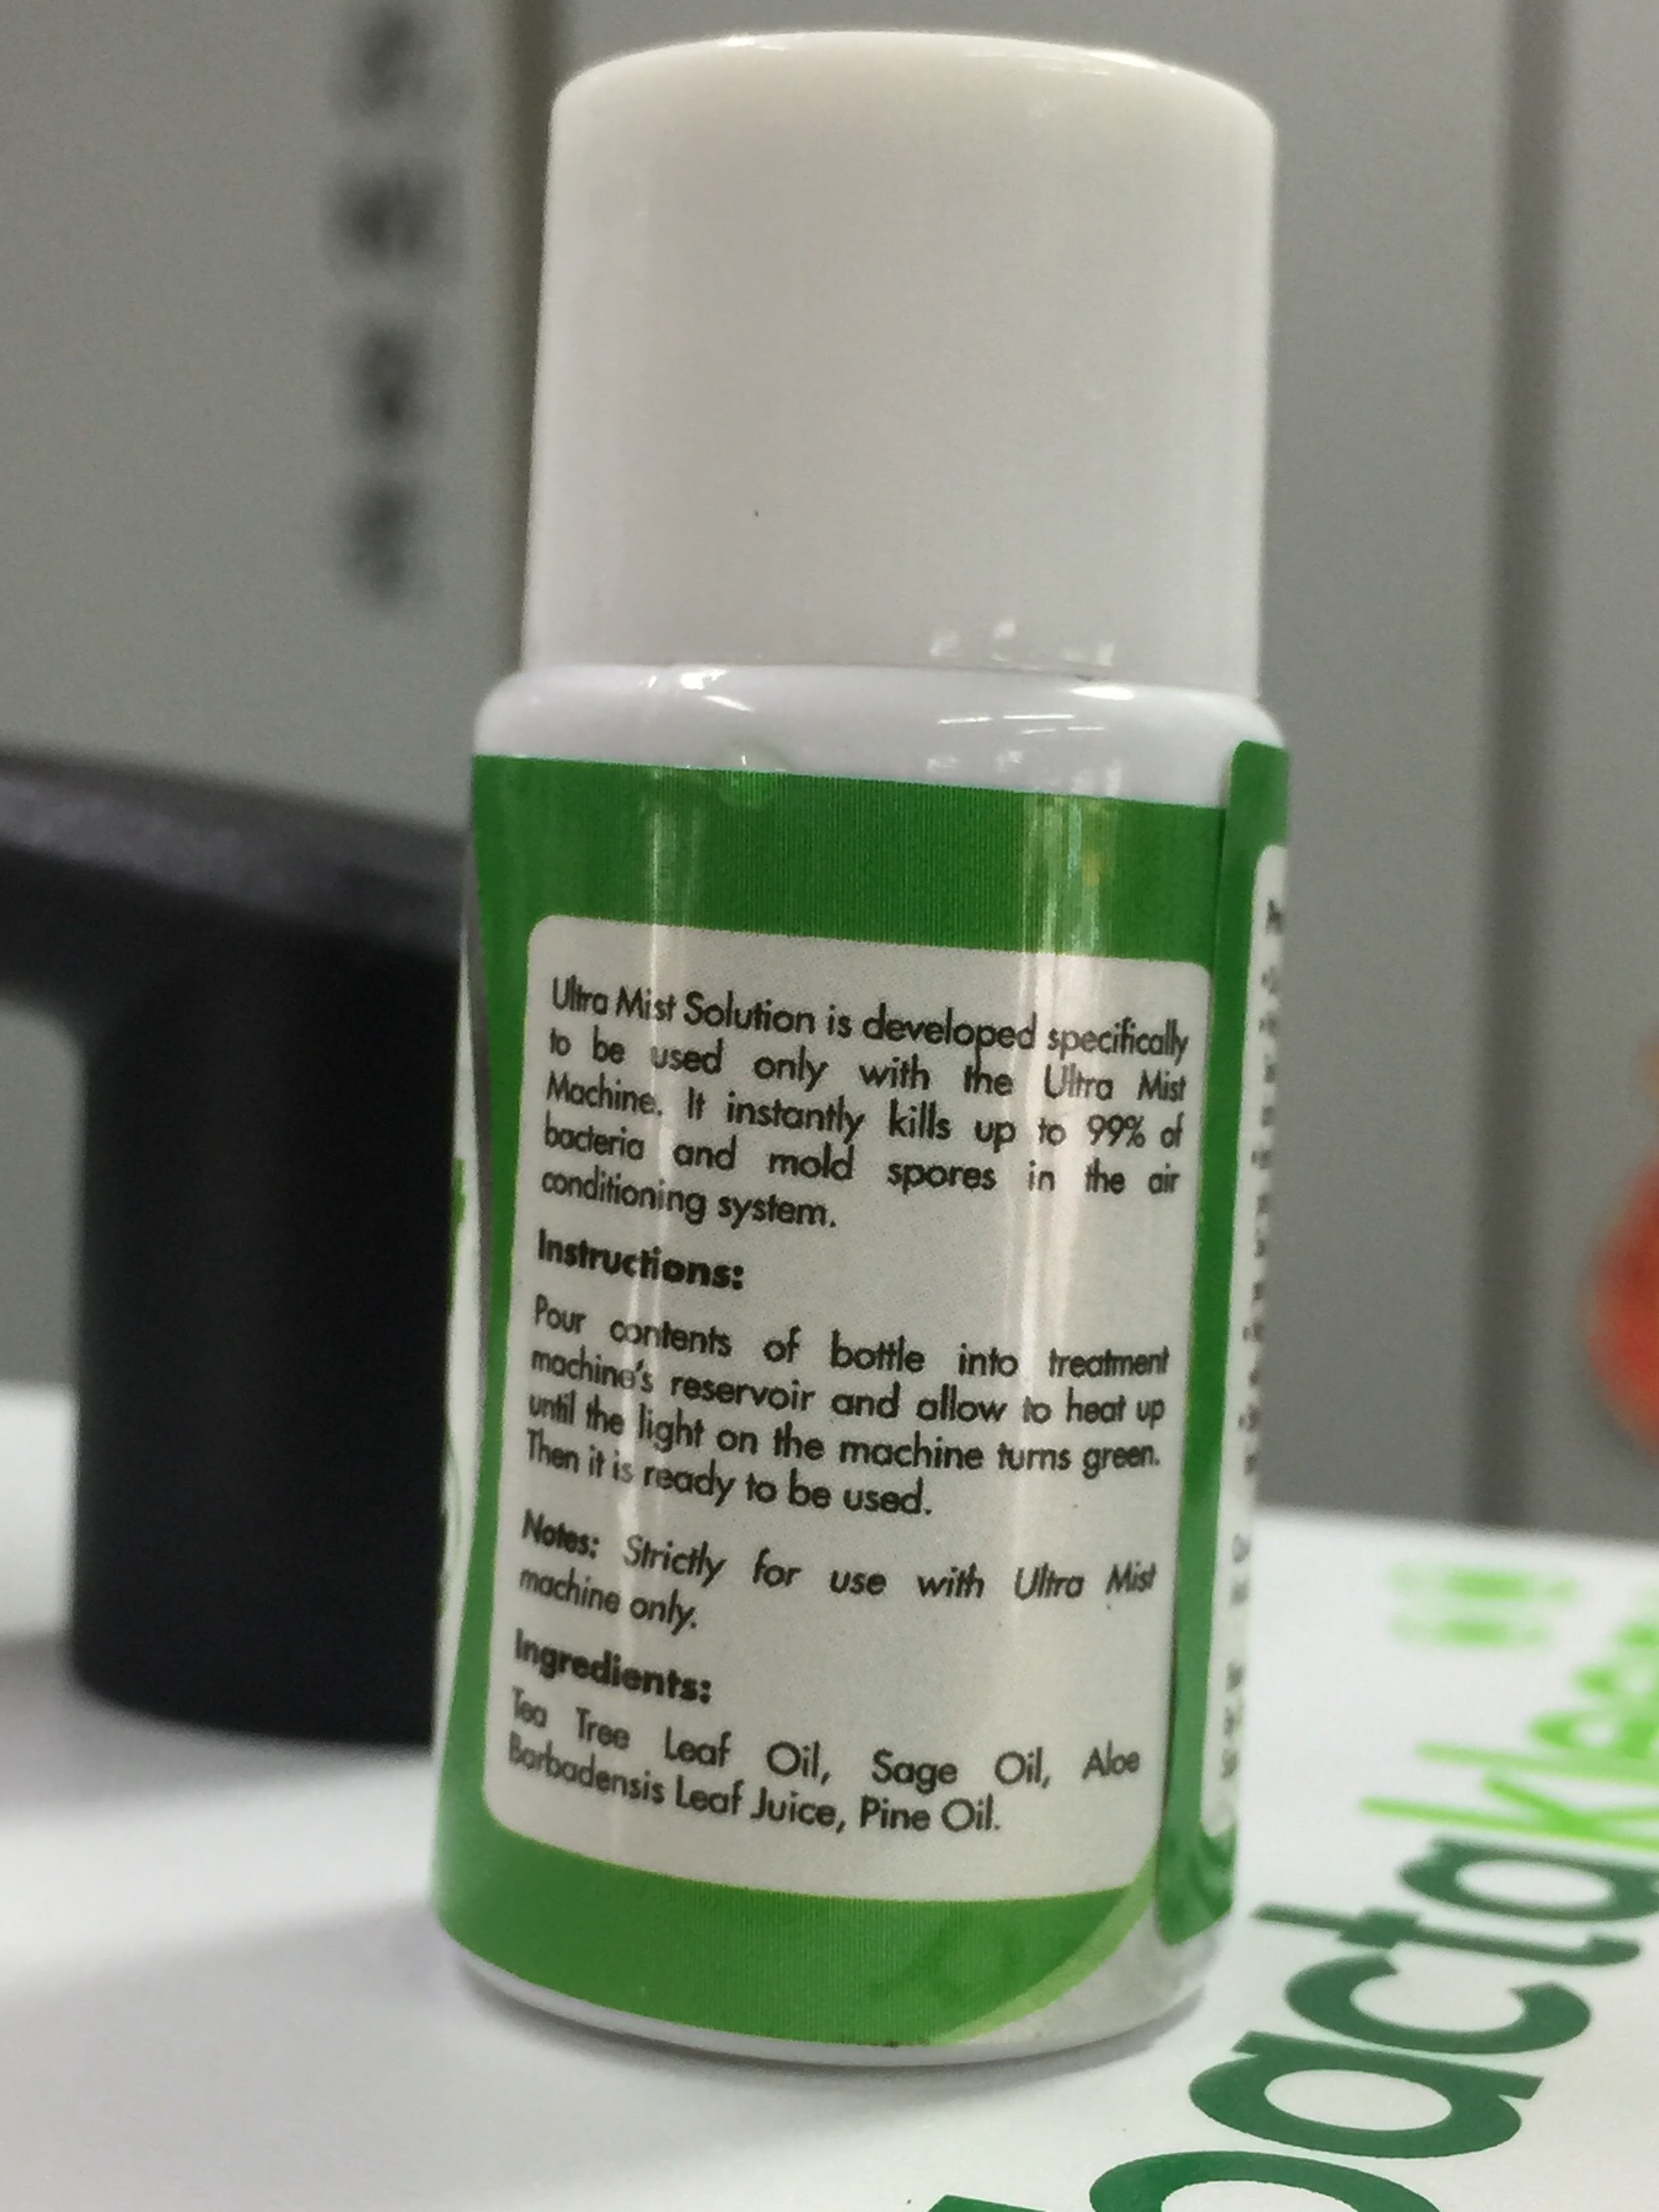 Ultra Mist Solution is developed specifically
to be used only with the Ultra Mist
Machine. It instantly kills up to 99% of
bacteria and mold spores in the air
conditioning system.
Instructions:
Pour contents of bottle into treatment
machine's reservoir and allow to heat up
until the light on the machine turns green.
Then it is ready to be used.
Notes: Strictly for use with Ultra Mist
machine only.
Ingredients:
Tea Tree Leaf Oil, Sage Oil, Aloe
Barbadensis Leaf Juice, Pine Oil.